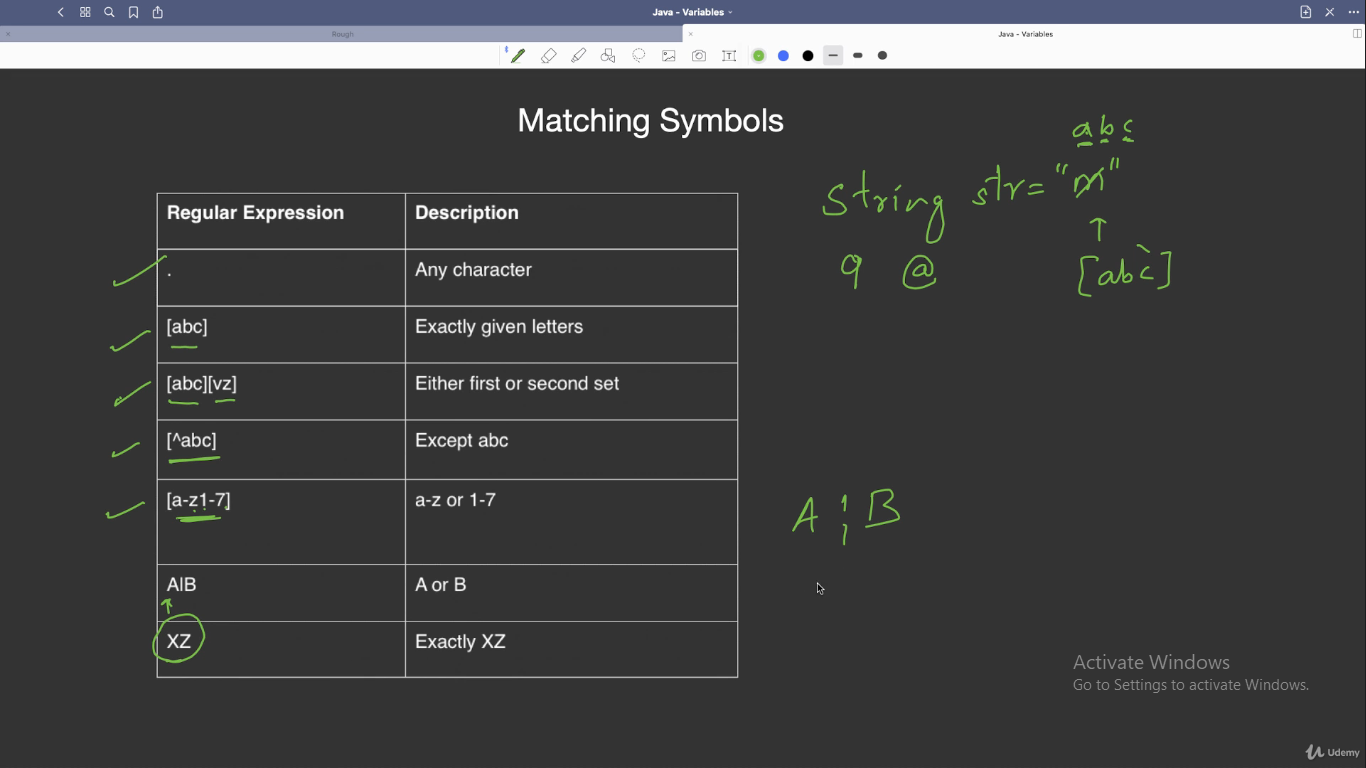 Java - Variables
Rough
Java - Variables
Matching Symbols
Regular Expression Description
. Any character
[abc] Exactly given letters
[abc][vz] Either first or second set
[^abc] Except abc
[a-z1-7] a-z or 1-7
A|B A or B
XZ Exactly XZ
a b c
String str= "m"
9 @ [abc]
A ¦ B
Activate Windows
Go to Settings to activate Windows.
Udemy